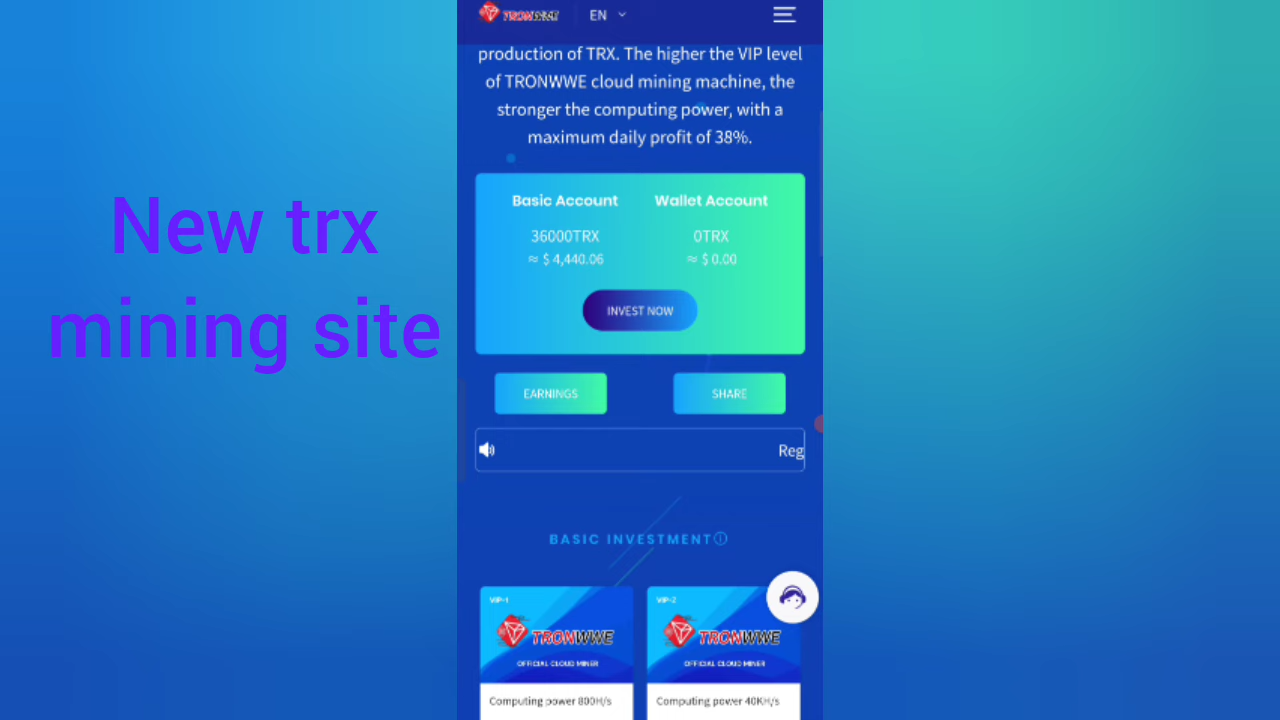 New trx
mining site
TRONWWE
EN
production of TRX. The higher the VIP level
of TRONWWE cloud mining machine, the
stronger the computing power, with a
maximum daily profit of 38%.
Basic Account Wallet Account
36000TRX 0TRX
≈ $ 4,440.06 ≈ $ 0.00
INVEST NOW
EARNINGS SHARE
Reg
BASIC INVESTMENT
VIP-1 VIP-2
TRONWWE TRONWWE
OFFICIAL CLOUD MINER OFFICIAL CLOUD MINER
Computing power 800H/s Computing power 40KH/s